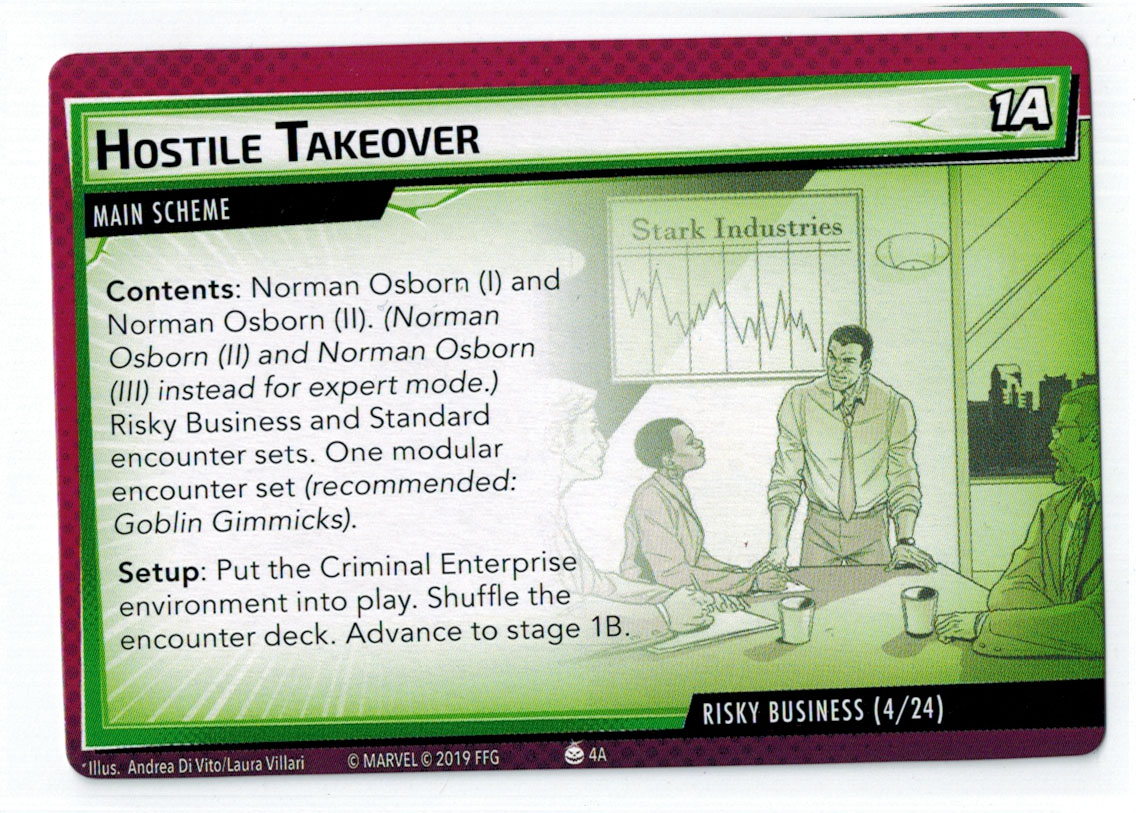 HOSTILE TAKEOVER
1A
MAIN SCHEME
Stark Industries
Contents: Norman Osborn (I) and
Norman Osborn (II). (Norman
Osborn (II) and Norman Osborn
(III) instead for expert mode.)
Risky Business and Standard
encounter sets. One modular
encounter set (recommended:
Goblin Gimmicks).
Setup: Put the Criminal Enterprise
environment into play. Shuffle the
encounter deck. Advance to stage 1B.
RISKY BUSINESS (4/24)
Illus. Andrea Di Vito/Laura Villari
© MARVEL © 2019 FFG
4A